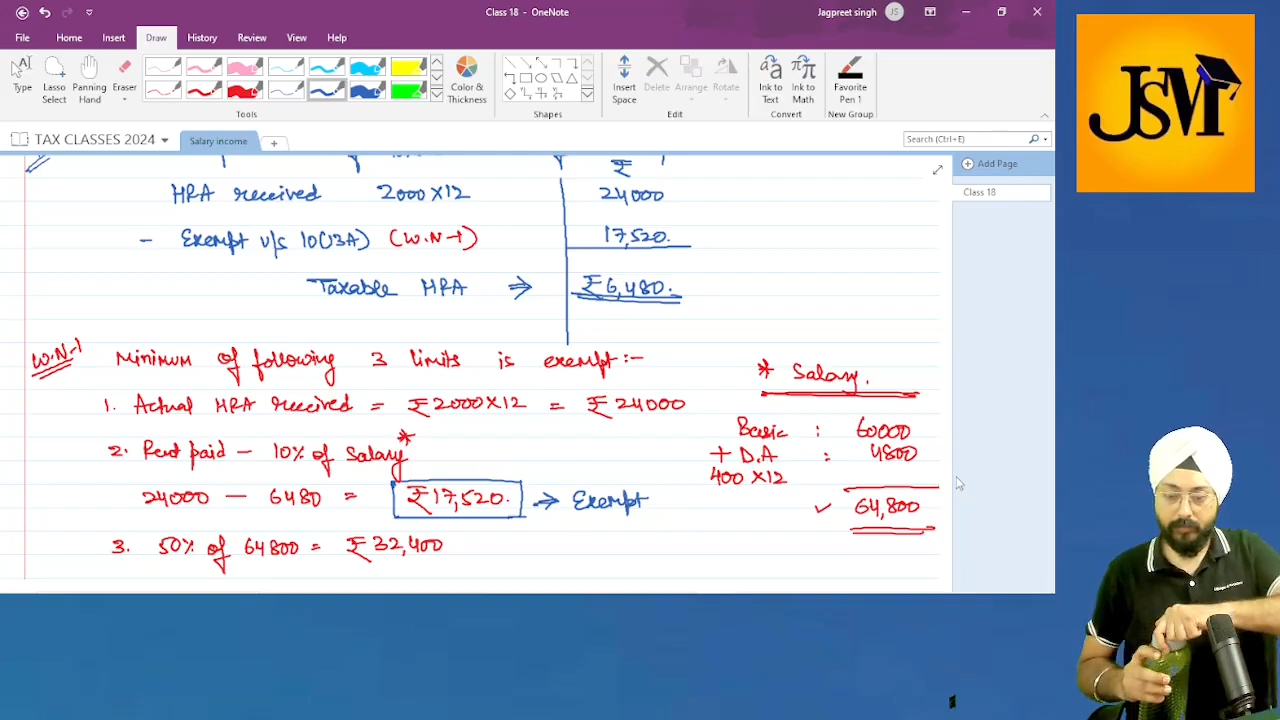 Class 18 - OneNote
Jagpreet singh JS
File Home Insert Draw History Review View Help
Type Lasso Select Panning Hand Eraser Color & Thickness Insert Space Delete Arrange Rotate Ink to Text Ink to Math Favorite Pen 1
Tools Shapes Edit Convert New Group
TAX CLASSES 2024 Salary income Search (Ctrl+E)
Add Page
Class 18
JSM
₹
HRA received 2000×12 24000
- Exempt u/s 10(13A) (W.N-1) 17,520.
Taxable HRA ⇒ ₹6,480.
W.N-1 Minimum of following 3 limits is exempt:-
1. Actual HRA received = ₹2000×12 = ₹24000
2. Rent paid - 10% of Salary*
24000 - 6480 = ₹17,520. → Exempt
3. 50% of 64800 = ₹32,400
* Salary.
Basic : 60000
+ D.A : 4800
400 ×12
✓ 64,800